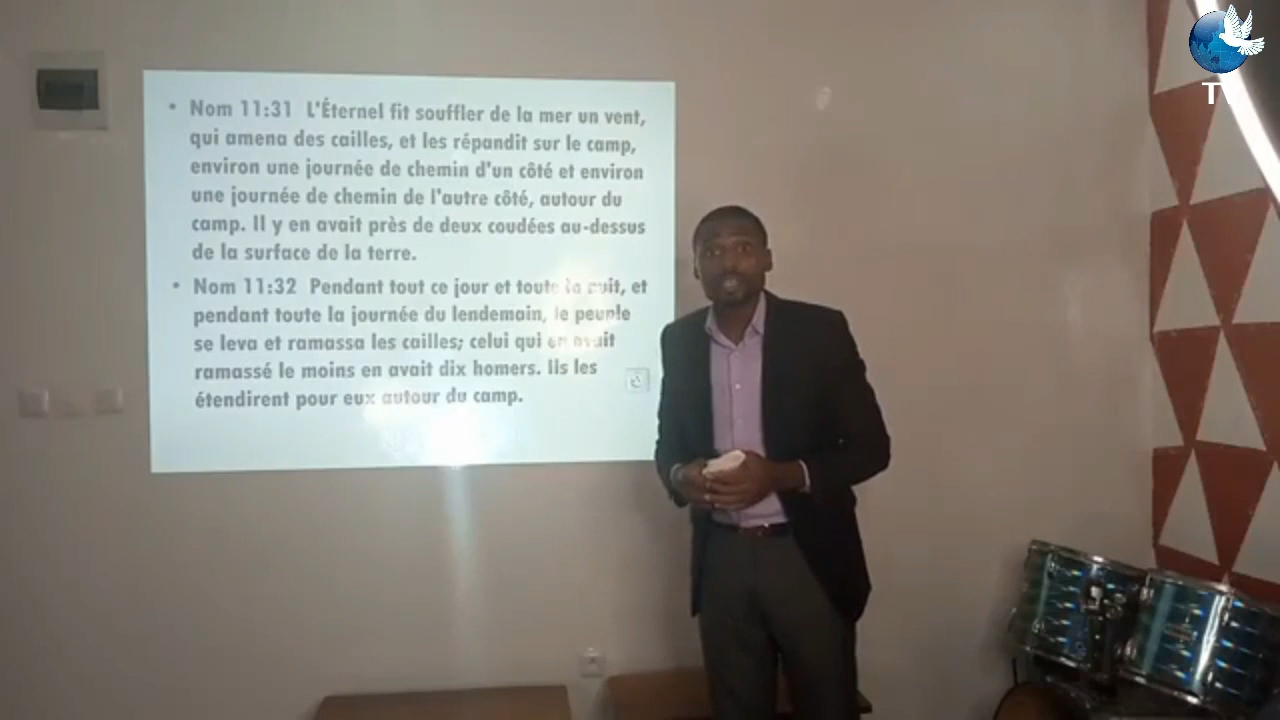 • Nom 11:31 L'Éternel fit souffler de la mer un vent,
qui amena des cailles, et les répandit sur le camp,
environ une journée de chemin d'un côté et environ
une journée de chemin de l'autre côté, autour du
camp. Il y en avait près de deux coudées au-dessus
de la surface de la terre.
• Nom 11:32 Pendant tout ce jour et toute la nuit, et
pendant toute la journée du lendemain, le peuple
se leva et ramassa les cailles; celui qui en avait
ramassé le moins en avait dix homers. Ils les
étendirent pour eux autour du camp.
TV